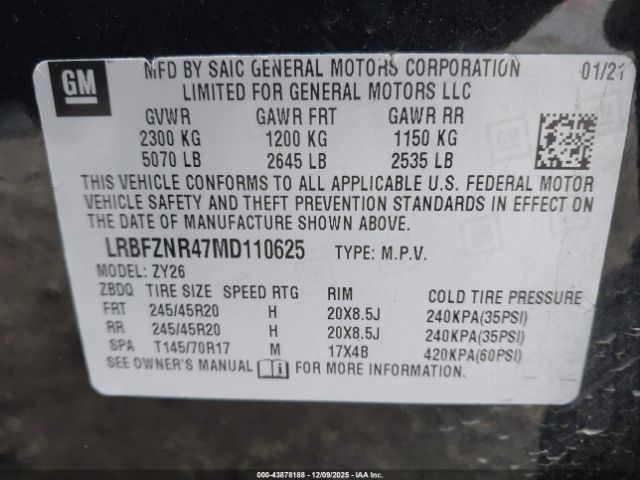 GM
MFD BY SAIC GENERAL MOTORS CORPORATION 01/21
LIMITED FOR GENERAL MOTORS LLC
GVWR GAWR FRT GAWR RR
2300 KG 1200 KG 1150 KG
5070 LB 2645 LB 2535 LB
THIS VEHICLE CONFORMS TO ALL APPLICABLE U.S. FEDERAL MOTOR
VEHICLE SAFETY AND THEFT PREVENTION STANDARDS IN EFFECT ON
THE DATE OF MANUFACTURE SHOWN ABOVE.
LRBFZNR47MD110625 TYPE: M.P.V.
MODEL: ZY26
ZBDQ TIRE SIZE SPEED RTG RIM COLD TIRE PRESSURE
FRT 245/45R20 H 20X8.5J 240KPA(35PSI)
RR 245/45R20 H 20X8.5J 240KPA(35PSI)
SPA T145/70R17 M 17X4B 420KPA(60PSI)
SEE OWNER'S MANUAL FOR MORE INFORMATION.
000-43878188 - 12/09/2025 - IAA Inc.